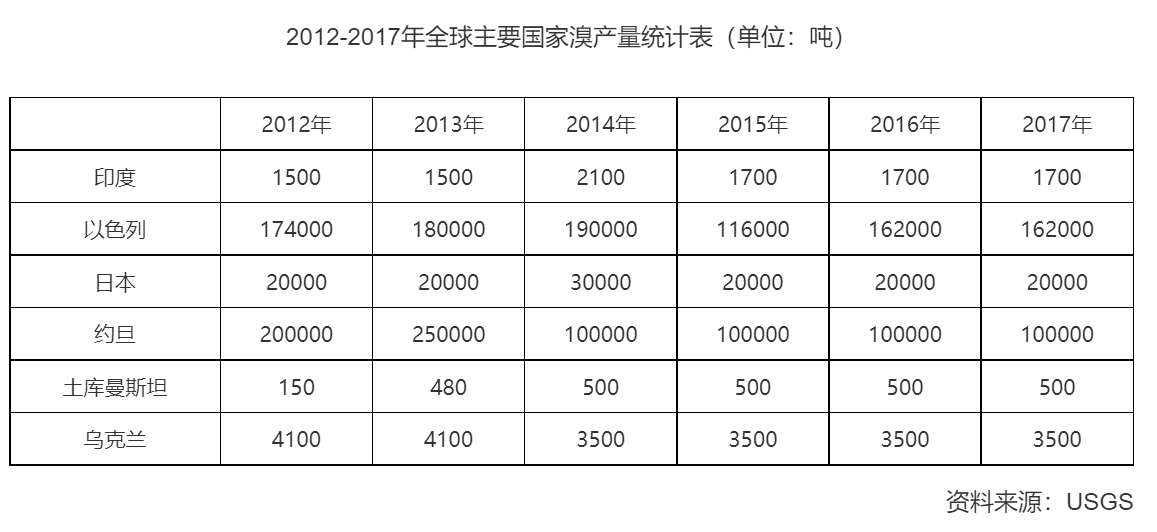 2012-2017年全球主要国家溴产量统计表（单位：吨）
2012年 2013年 2014年 2015年 2016年 2017年
印度 1500 1500 2100 1700 1700 1700
以色列 174000 180000 190000 116000 162000 162000
日本 20000 20000 30000 20000 20000 20000
约旦 200000 250000 100000 100000 100000 100000
土库曼斯坦 150 480 500 500 500 500
乌克兰 4100 4100 3500 3500 3500 3500
资料来源：USGS